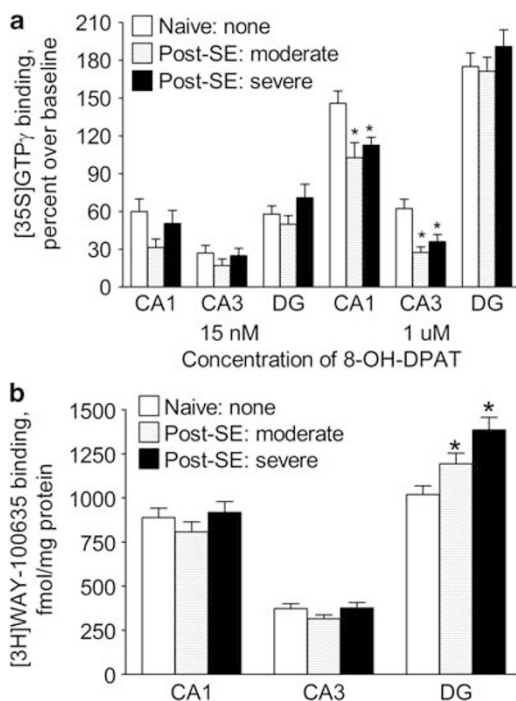 a
[35S]GTPγ binding,
percent over baseline
210
180
150
120
90
60
30
0
Naive: none
Post-SE: moderate
Post-SE: severe
* *
* *
CA1 CA3 DG CA1 CA3 DG
15 nM 1 uM
Concentration of 8-OH-DPAT
b
[3H]WAY-100635 binding,
fmol/mg protein
1500
1250
1000
750
500
250
0
Naive: none
Post-SE: moderate
Post-SE: severe
* *
CA1 CA3 DG